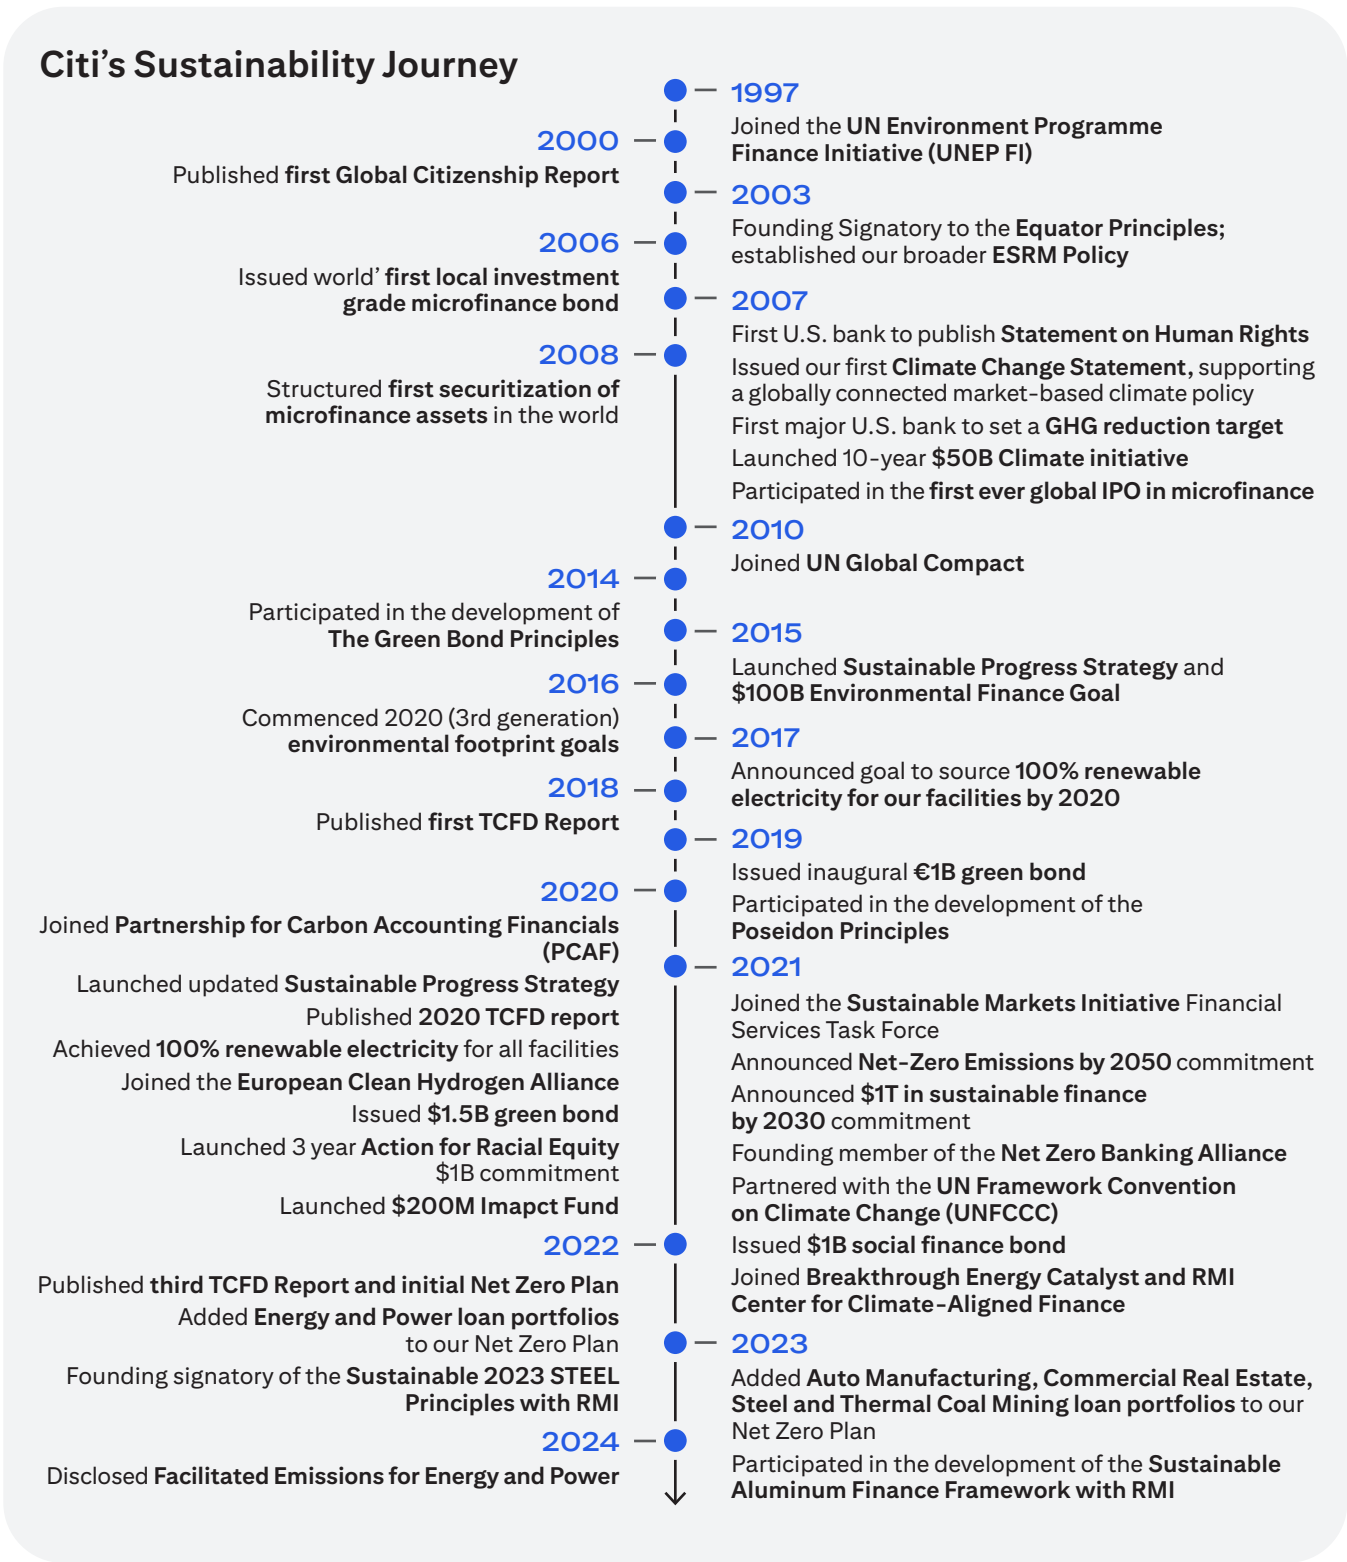 Citi’s Sustainability Journey
1997
Joined the UN Environment Programme
Finance Initiative (UNEP FI)
2000
Published first Global Citizenship Report
2003
Founding Signatory to the Equator Principles;
established our broader ESRM Policy
2006
Issued world’ first local investment
grade microfinance bond
2007
First U.S. bank to publish Statement on Human Rights
Issued our first Climate Change Statement, supporting
a globally connected market-based climate policy
First major U.S. bank to set a GHG reduction target
Launched 10-year $50B Climate initiative
Participated in the first ever global IPO in microfinance
2008
Structured first securitization of
microfinance assets in the world
2010
Joined UN Global Compact
2014
Participated in the development of
The Green Bond Principles
2015
Launched Sustainable Progress Strategy and
$100B Environmental Finance Goal
2016
Commenced 2020 (3rd generation)
environmental footprint goals
2017
Announced goal to source 100% renewable
electricity for our facilities by 2020
2018
Published first TCFD Report
2019
Issued inaugural €1B green bond
Participated in the development of the
Poseidon Principles
2020
Joined Partnership for Carbon Accounting Financials
(PCAF)
Launched updated Sustainable Progress Strategy
Published 2020 TCFD report
Achieved 100% renewable electricity for all facilities
Joined the European Clean Hydrogen Alliance
Issued $1.5B green bond
Launched 3 year Action for Racial Equity
$1B commitment
Launched $200M Imapct Fund
2021
Joined the Sustainable Markets Initiative Financial
Services Task Force
Announced Net-Zero Emissions by 2050 commitment
Announced $1T in sustainable finance
by 2030 commitment
Founding member of the Net Zero Banking Alliance
Partnered with the UN Framework Convention
on Climate Change (UNFCCC)
Issued $1B social finance bond
Joined Breakthrough Energy Catalyst and RMI
Center for Climate-Aligned Finance
2022
Published third TCFD Report and initial Net Zero Plan
Added Energy and Power loan portfolios
to our Net Zero Plan
Founding signatory of the Sustainable 2023 STEEL
Principles with RMI
2023
Added Auto Manufacturing, Commercial Real Estate,
Steel and Thermal Coal Mining loan portfolios to our
Net Zero Plan
Participated in the development of the Sustainable
Aluminum Finance Framework with RMI
2024
Disclosed Facilitated Emissions for Energy and Power